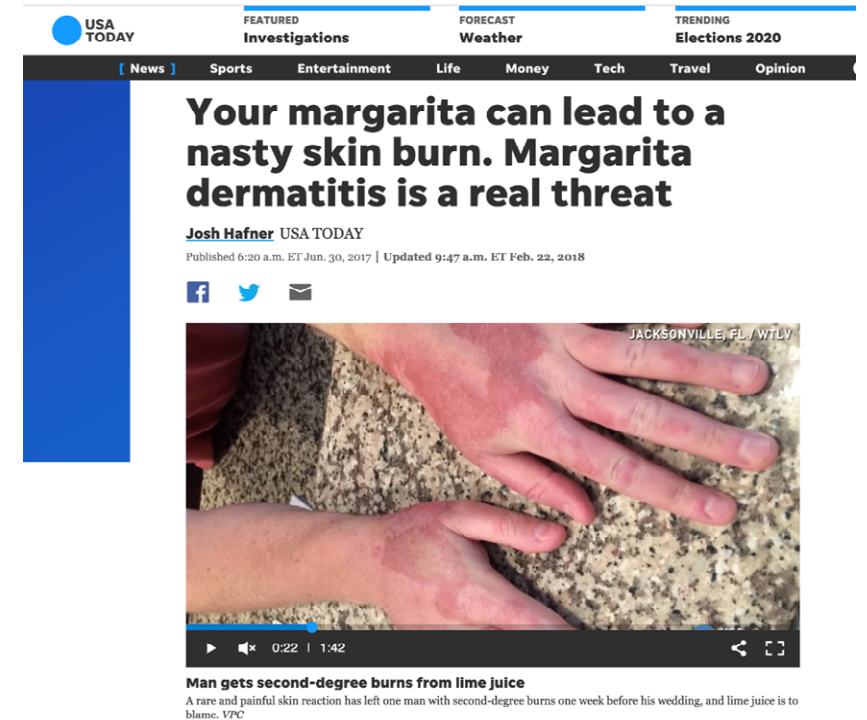 USA
TODAY
FEATURED
Investigations
FORECAST
Weather
TRENDING
Elections 2020
[ News ] Sports Entertainment Life Money Tech Travel Opinion
Your margarita can lead to a
nasty skin burn. Margarita
dermatitis is a real threat
Josh Hafner USA TODAY
Published 6:20 a.m. ET Jun. 30, 2017 | Updated 9:47 a.m. ET Feb. 22, 2018
JACKSONVILLE, FL / WTLV
0:22 | 1:42
Man gets second-degree burns from lime juice
A rare and painful skin reaction has left one man with second-degree burns one week before his wedding, and lime juice is to
blame. VPC